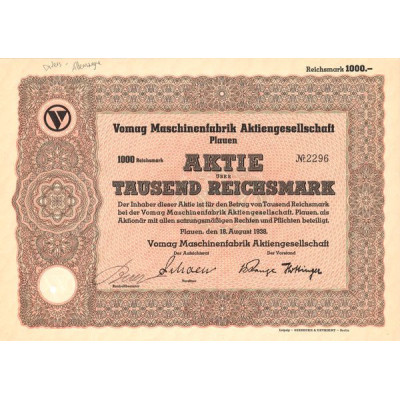 Reichsmark 1000.—
Vomag Maschinenfabrik Aktiengesellschaft
Plauen
1000 Reichsmark
AKTIE
№ 2296
ÜBER
TAUSEND REICHSMARK
Der Inhaber dieser Aktie ist für den Betrag von Tausend Reichsmark
bei der Vomag Maschinenfabrik Aktiengesellschaft, Plauen, als
Aktionär mit allen satzungsmäßigen Rechten und Pflichten beteiligt.
Plauen, den 18. August 1938.
Vomag Maschinenfabrik Aktiengesellschaft
Der Aufsichtsrat
Der Vorstand